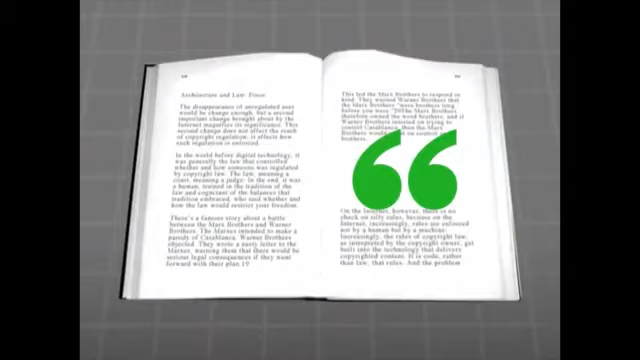 Architecture and Law: Force
The disappearance of unregulated uses
would be change enough, but a second
important change brought about by the
Internet magnifies its significance. This
second change does not affect the reach
of copyright regulation; it affects how
such regulation is enforced.
In the world before digital technology, it
was generally the law that controlled
whether and how someone was regulated
by copyright law. The law, meaning a
court, meaning a judge: In the end, it was
a human, trained in the tradition of the
law and cognizant of the balances that
tradition embraced, who said whether and
how the law would restrict your freedom.
There's a famous story about a battle
between the Marx Brothers and Warner
Brothers. The Marxes intended to make a
parody of Casablanca. Warner Brothers
objected. They wrote a nasty letter to the
Marxes, warning them that there would be
serious legal consequences if they went
forward with their plan.19
This led the Marx Brothers to respond in
kind. They warned Warner Brothers that
the Marx Brothers "were brothers long
before you were."20The Marx Brothers
therefore owned the word brothers, and if
Warner Brothers insisted on trying to
control Casablanca, then the Marx
Brothers would on control
brothers.
“
On the Internet, however, there is no
check on silly rules, because on the
Internet, increasingly, rules are enforced
not by a human but by a machine:
Increasingly, the rules of copyright law,
as interpreted by the copyright owner, get
built into the technology that delivers
copyrighted content. It is code, rather
than law, that rules. And the problem